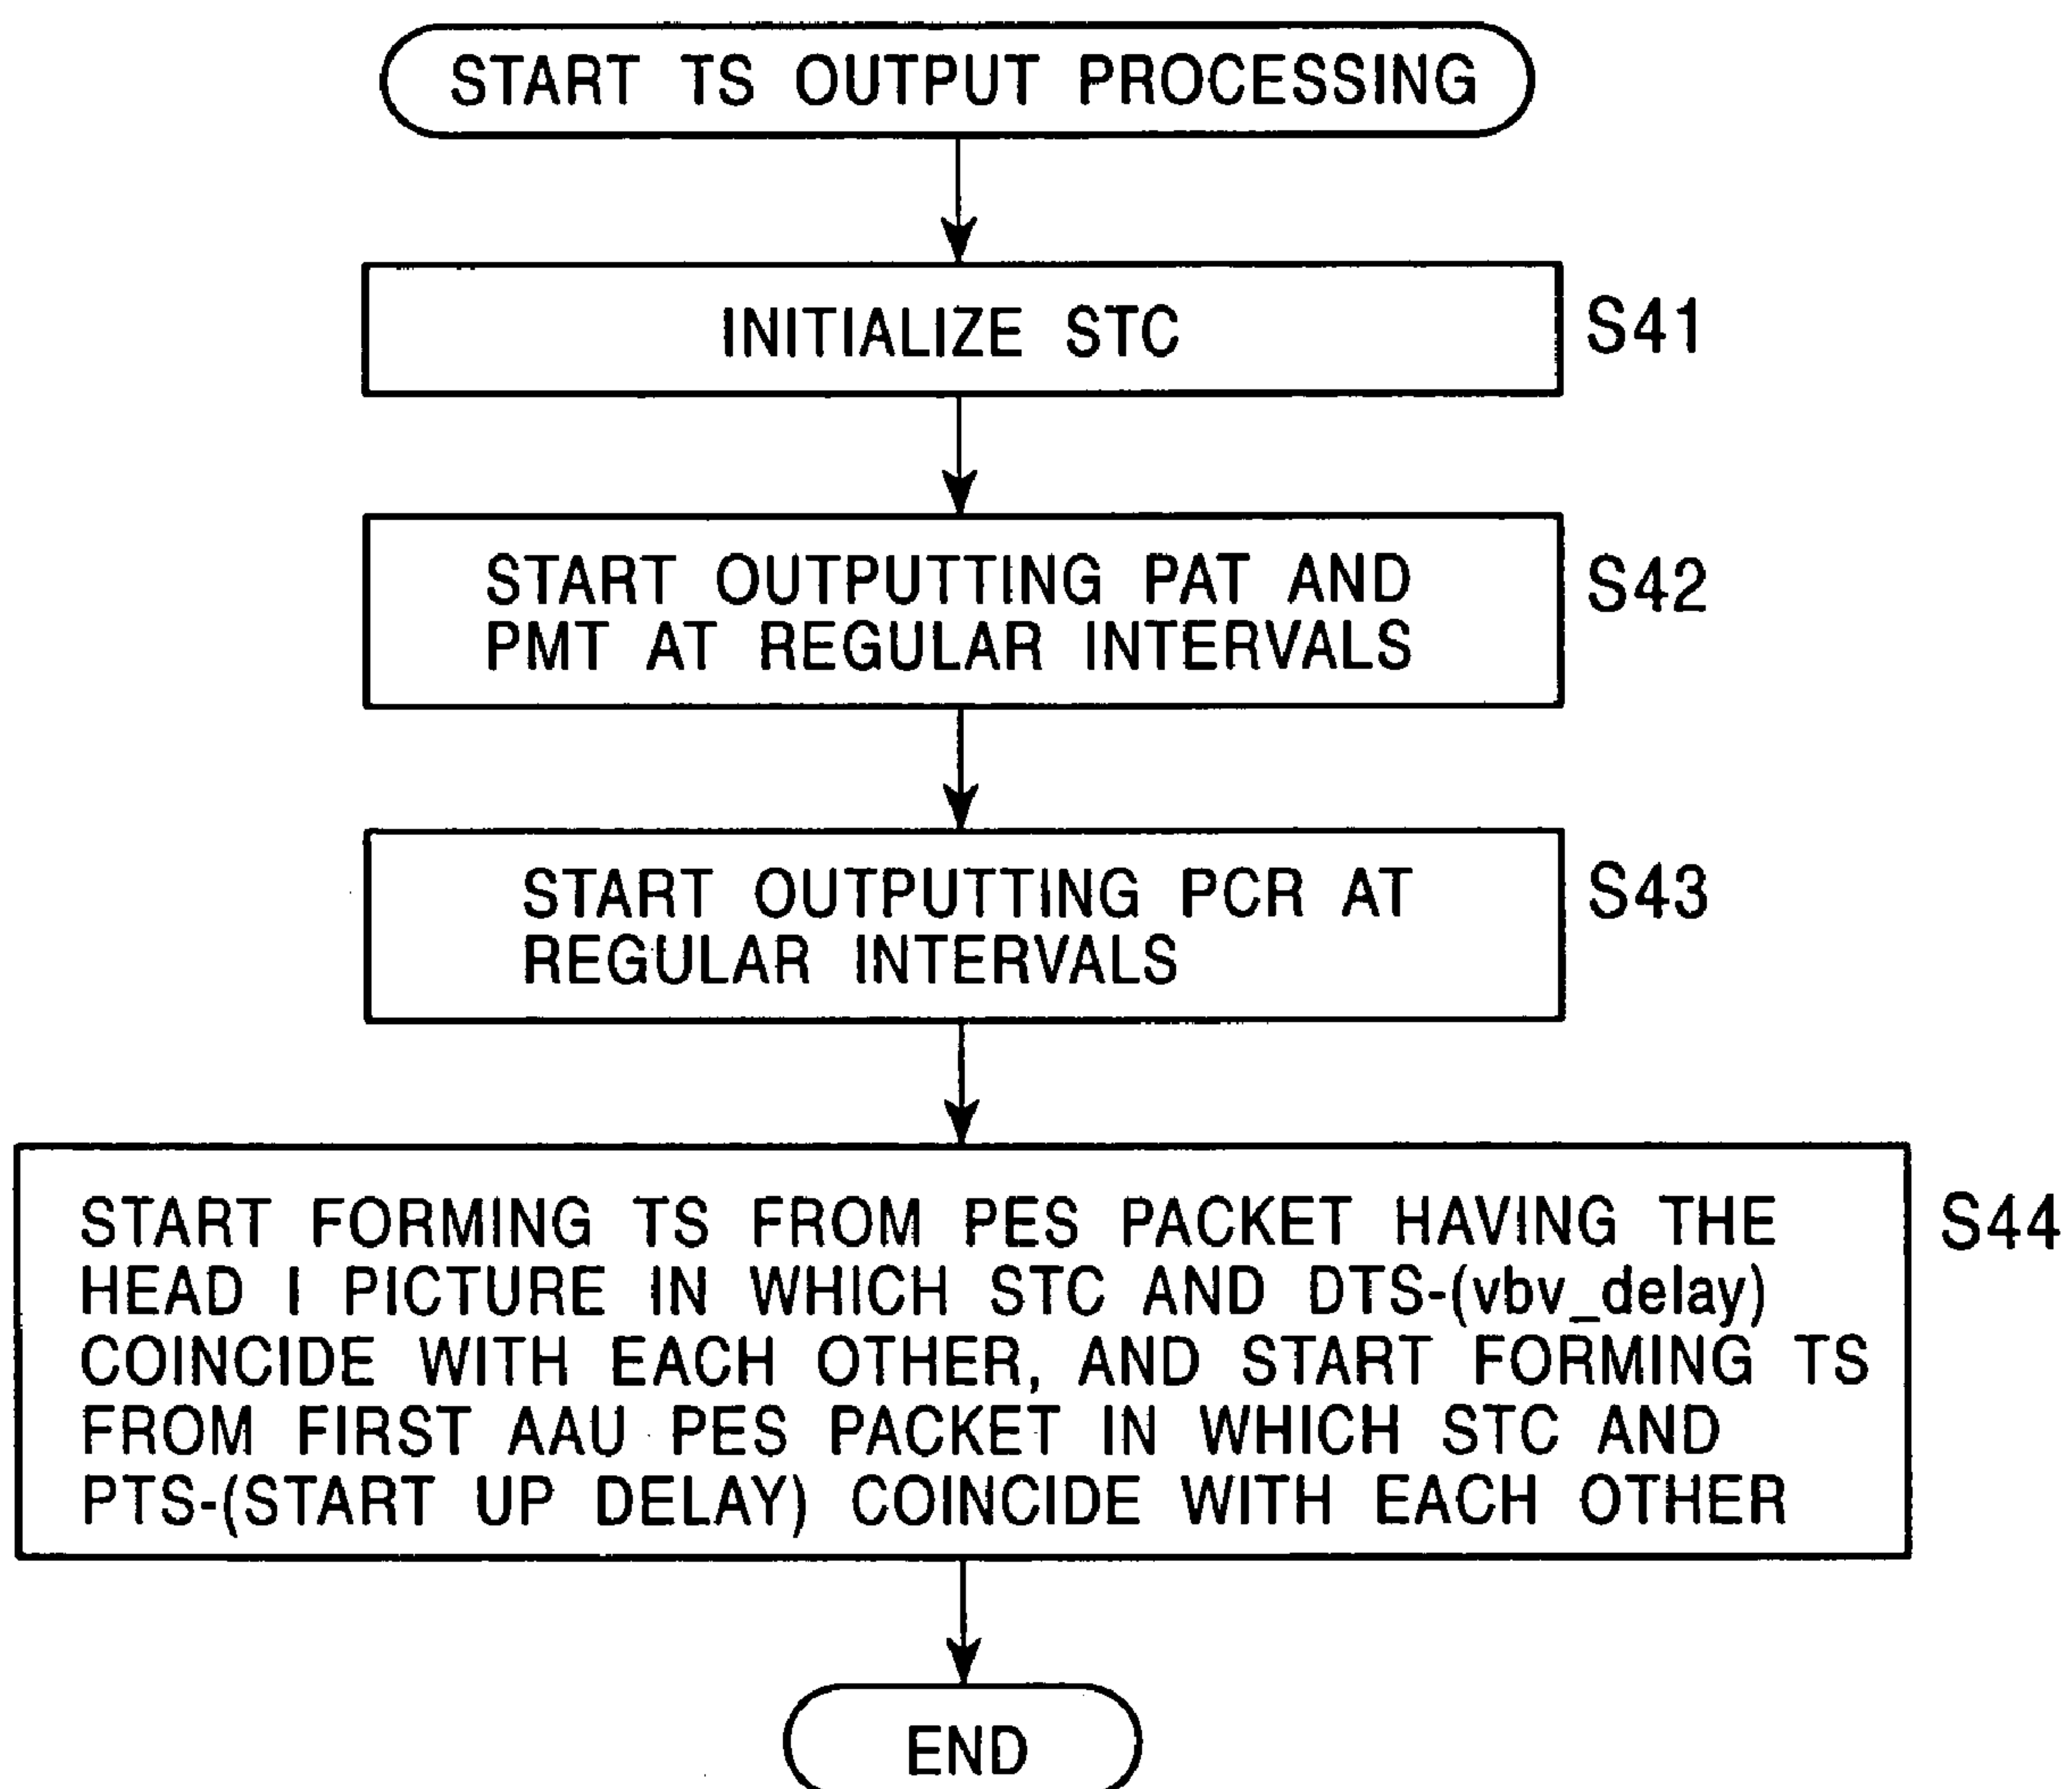 START TS OUTPUT PROCESSING
INITIALIZE STC
S41
START OUTPUTTING PAT AND
PMT AT REGULAR INTERVALS
S42
START OUTPUTTING PCR AT
REGULAR INTERVALS
S43
START FORMING TS FROM PES PACKET HAVING THE
HEAD I PICTURE IN WHICH STC AND DTS-(vbv_delay)
COINCIDE WITH EACH OTHER, AND START FORMING TS
FROM FIRST AAU PES PACKET IN WHICH STC AND
PTS-(START UP DELAY) COINCIDE WITH EACH OTHER
S44
END